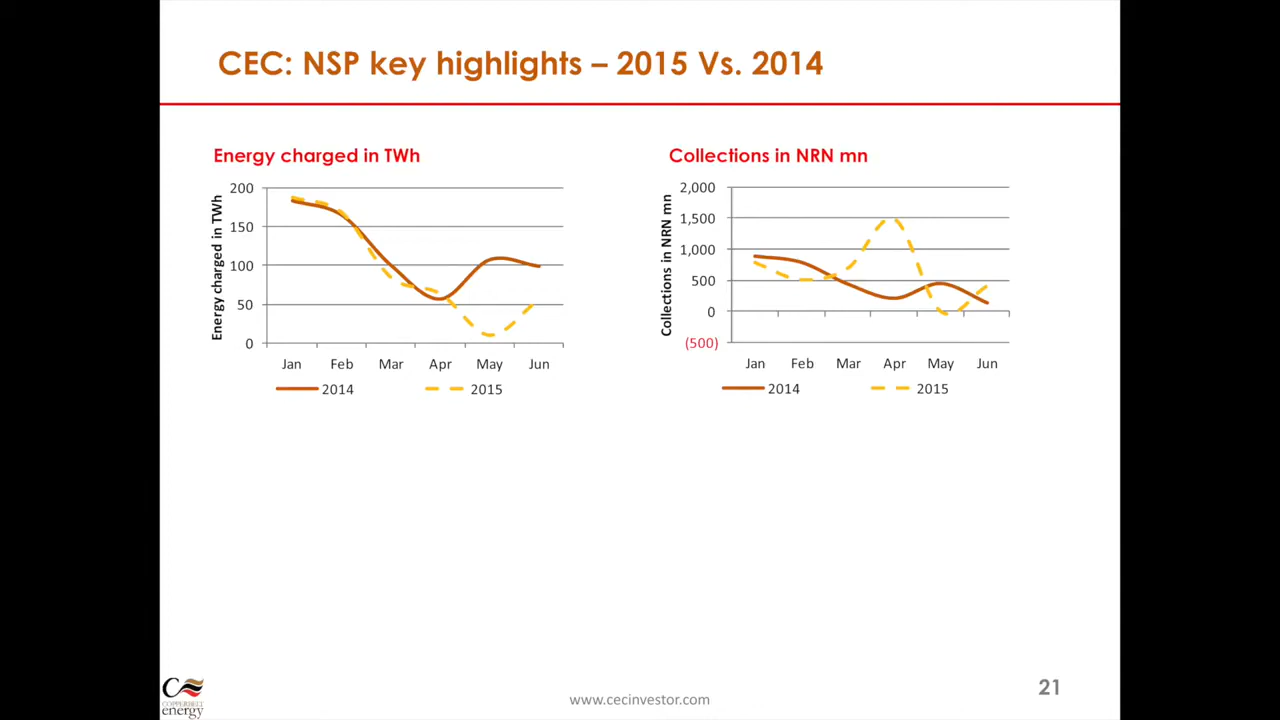 CEC: NSP key highlights – 2015 Vs. 2014
Energy charged in TWh
Energy charged in TWh
200
150
100
50
0
Jan Feb Mar Apr May Jun
2014 2015
Collections in NRN mn
Collections in NRN mn
2,000
1,500
1,000
500
0
(500)
Jan Feb Mar Apr May Jun
2014 2015
COPPERBELT
energy
www.cecinvestor.com
21